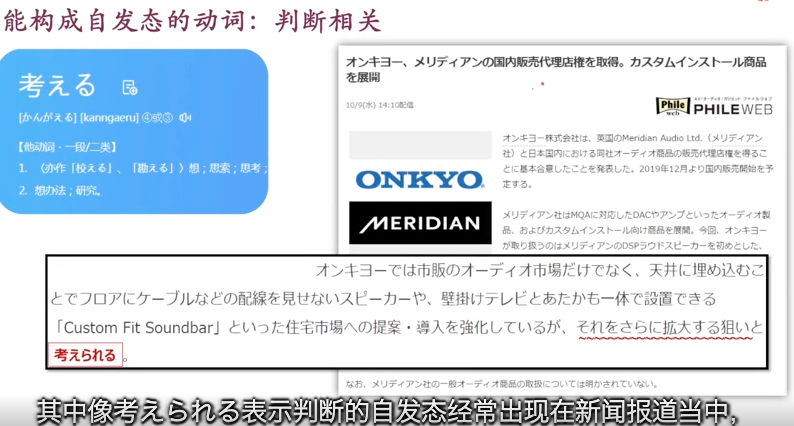 能构成自发态的动词：判断相关
考える
[かんがえる] [kanngaeru] ④或③
【他动词・一段/二类】
1. 〈亦作「校える」、「勘える」〉想；思索；思考；
2. 想办法；研究。
オンキヨー、メリディアンの国内販売代理店権を取得。カスタムインストール商品
を展開
10/9(水) 14:10配信
Phile
web
PHILEWEB
ONKYO
MERIDIAN
オンキヨー株式会社は、英国のMeridian Audio Ltd.（メリディアン
社）と日本国内における同社オーディオ商品の販売代理店権を得るこ
とに基本合意したことを発表した。2019年12月より国内販売開始を予
定する。
メリディアン社はMQAに対応したDACやアンプといったオーディオ製
品、およびカスタムインストール向け商品を展開。今回、オンキヨー
が取り扱うのはメリディアンのDSPラウドスピーカーを初めとした、
オンキヨーでは市販のオーディオ市場だけでなく、天井に埋め込むこ
とでフロアにケーブルなどの配線を見せないスピーカーや、壁掛けテレビとあたかも一体で設置できる
「Custom Fit Soundbar」といった住宅市場への提案・導入を強化しているが、それをさらに拡大する狙いと
考えられる。
なお、メリディアン社の一般オーディオ商品の取扱については明かされていない。
其中像考えられる表示判断的自发态经常出现在新闻报道当中，